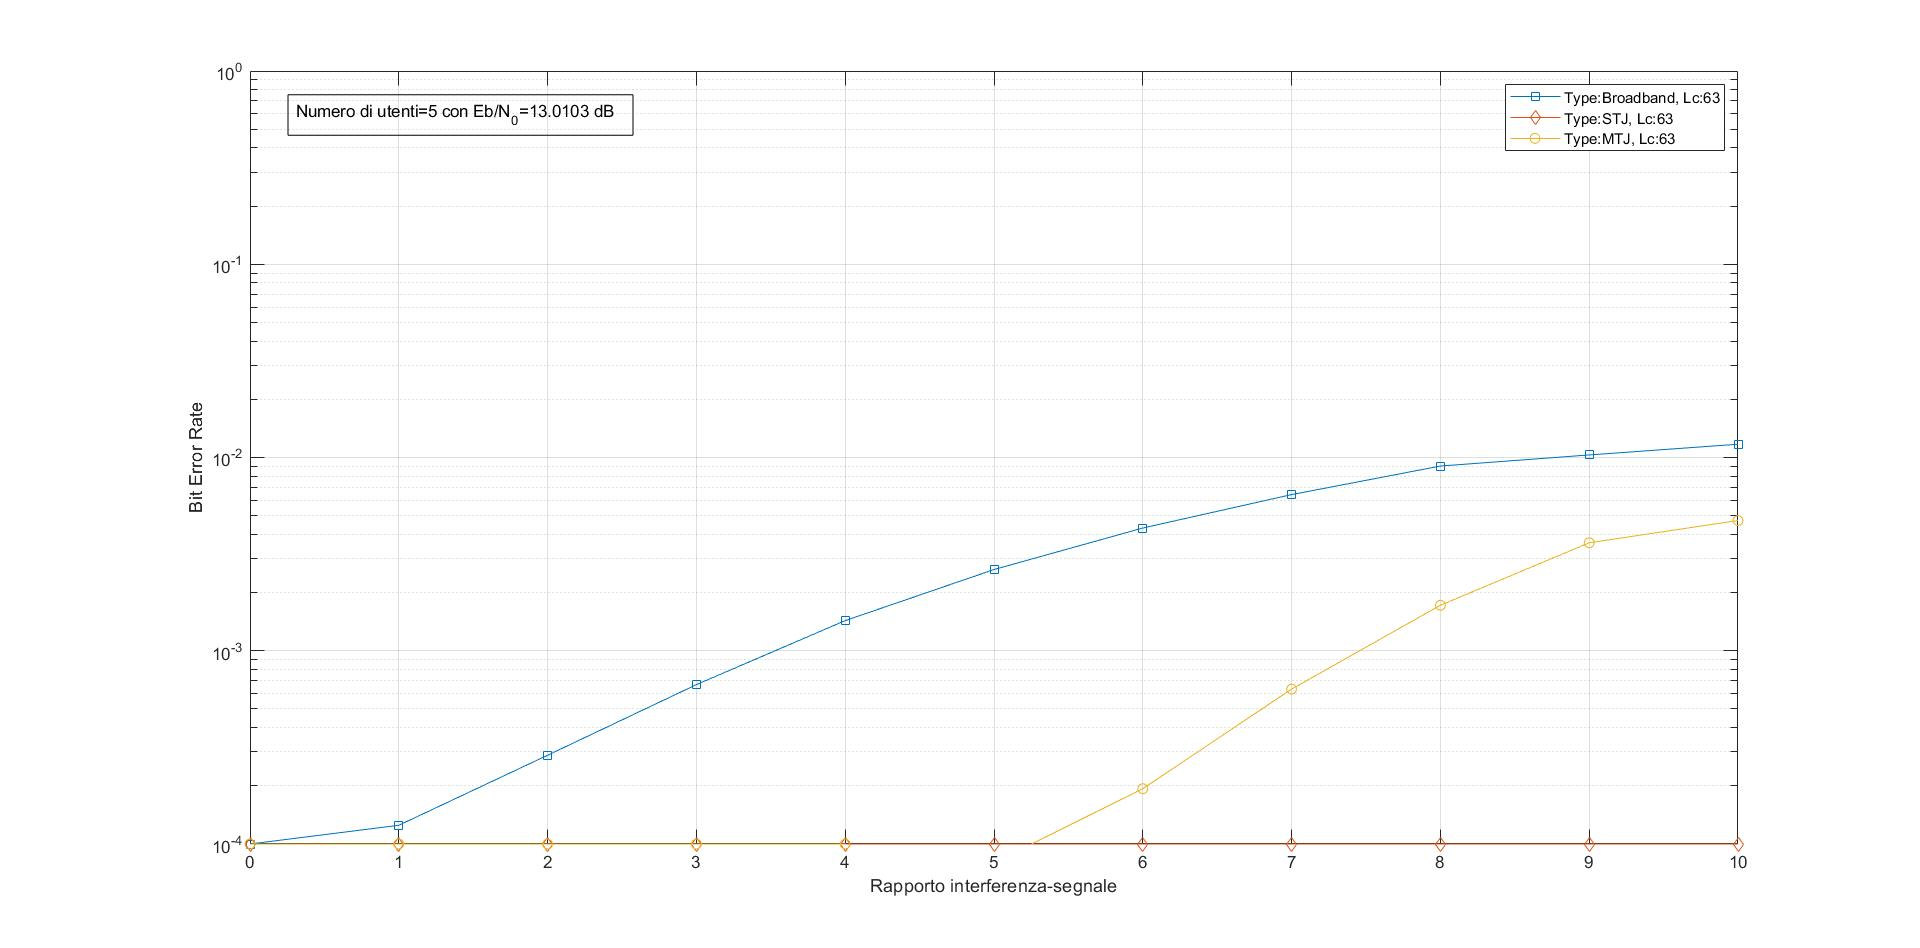 Numero di utenti=5 con Eb/N0=13.0103 dB
Type:Broadband, Lc:63
Type:STJ, Lc:63
Type:MTJ, Lc:63
Bit Error Rate
10^0
10^-1
10^-2
10^-3
10^-4
0 1 2 3 4 5 6 7 8 9 10
Rapporto interferenza-segnale